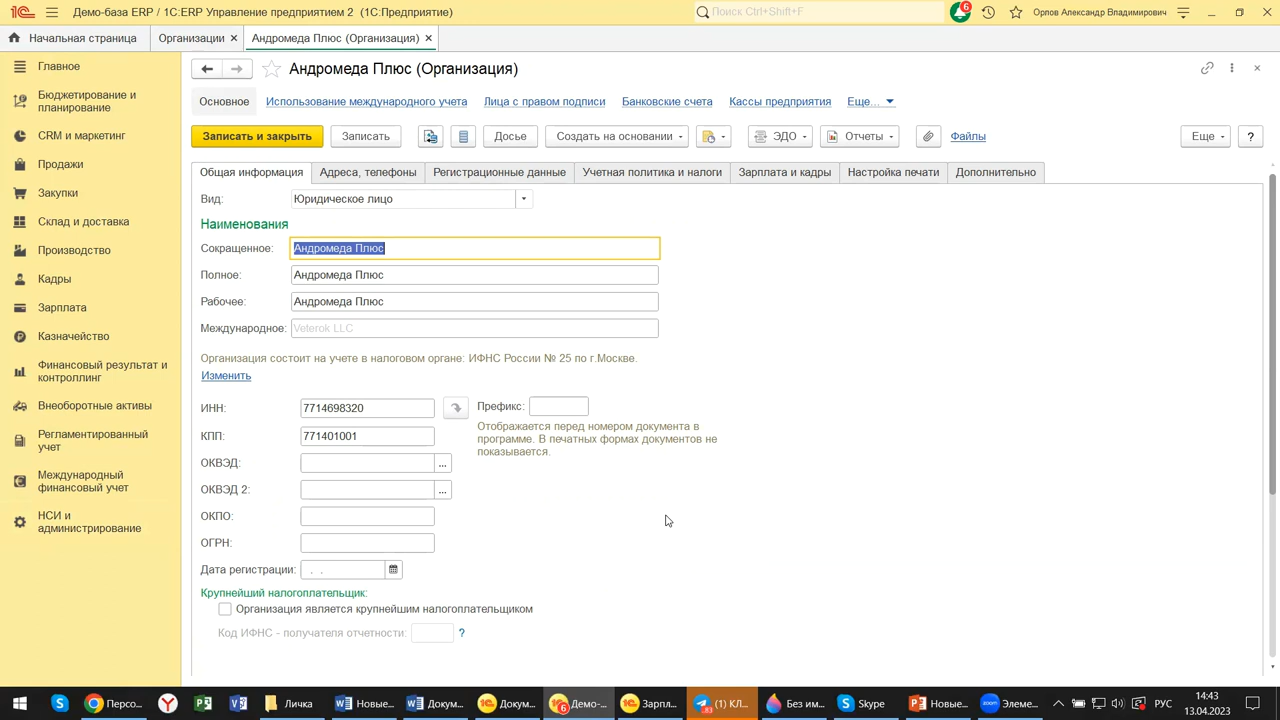 Демо-база ERP / 1С:ERP Управление предприятием 2 (1С:Предприятие)
Поиск Ctrl+Shift+F
6
Орлов Александр Владимирович
Начальная страница
Организации ×
Андромеда Плюс (Организация) ×
Главное
Бюджетирование и
планирование
CRM и маркетинг
Продажи
Закупки
Склад и доставка
Производство
Кадры
Зарплата
Казначейство
Финансовый результат и
контроллинг
Внеоборотные активы
Регламентированный
учет
Международный
финансовый учет
НСИ и
администрирование
Андромеда Плюс (Организация)
Основное
Использование международного учета
Лица с правом подписи
Банковские счета
Кассы предприятия
Еще...
Записать и закрыть
Записать
Досье
Создать на основании
ЭДО
Отчеты
Файлы
Еще
?
Общая информация
Адреса, телефоны
Регистрационные данные
Учетная политика и налоги
Зарплата и кадры
Настройка печати
Дополнительно
Вид: Юридическое лицо
Наименования
Сокращенное: Андромеда Плюс
Полное: Андромеда Плюс
Рабочее: Андромеда Плюс
Международное: Veterok LLC
Организация состоит на учете в налоговом органе: ИФНС России № 25 по г.Москве.
Изменить
ИНН: 7714698320
Префикс:
Отображается перед номером документа в
программе. В печатных формах документов не
показывается.
КПП: 771401001
ОКВЭД: ...
ОКВЭД 2: ...
ОКПО:
ОГРН:
Дата регистрации: . .
Крупнейший налогоплательщик:
Организация является крупнейшим налогоплательщиком
Код ИФНС - получателя отчетности: ?
Персо...
Личка
Новые...
Докум...
Доку...
Демо-...
6
Зарпл...
(1) КЛ...
83
Без им...
Skype
Новые...
Элеме...
РУС
14:43
13.04.2023